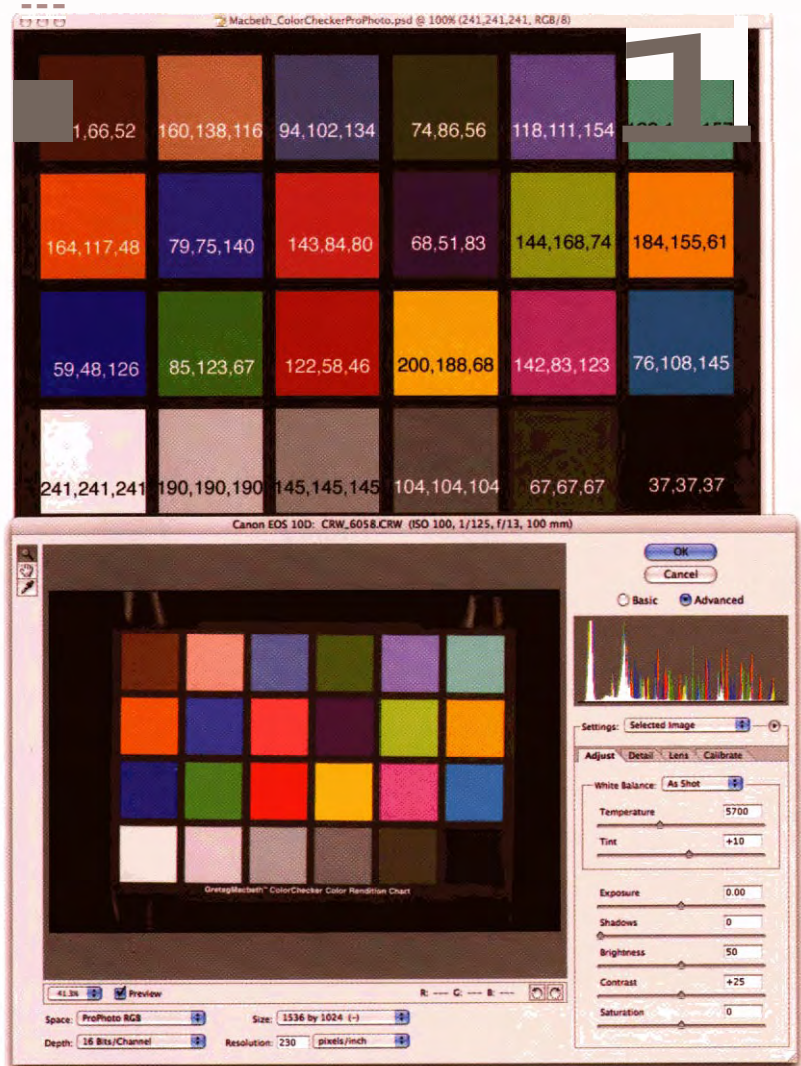 Macbeth_ColorCheckerProPhoto.psd @ 100% (241,241,241, RGB/8)
1
1,66,52 160,138,116 94,102,134 74,86,56 118,111,154
164,117,48 79,75,140 143,84,80 68,51,83 144,168,74 184,155,61
59,48,126 85,123,67 122,58,46 200,188,68 142,83,123 76,108,145
241,241,241 190,190,190 145,145,145 104,104,104 67,67,67 37,37,37
Canon EOS 10D: CRW_6058.CRW (ISO 100, 1/125, f/13, 100 mm)
OK
Cancel
Basic Advanced
Settings: Selected Image
Adjust Detail Lens Calibrate
White Balance: As Shot
Temperature 5700
Tint +10
Exposure 0.00
Shadows 0
Brightness 50
Contrast +25
Saturation 0
GretagMacbeth™ ColorChecker Color Rendition Chart
41.3% Preview R: --- G: --- B: ---
Space: ProPhoto RGB Size: 1536 by 1024 (-)
Depth: 16 Bits/Channel Resolution: 230 pixels/inch